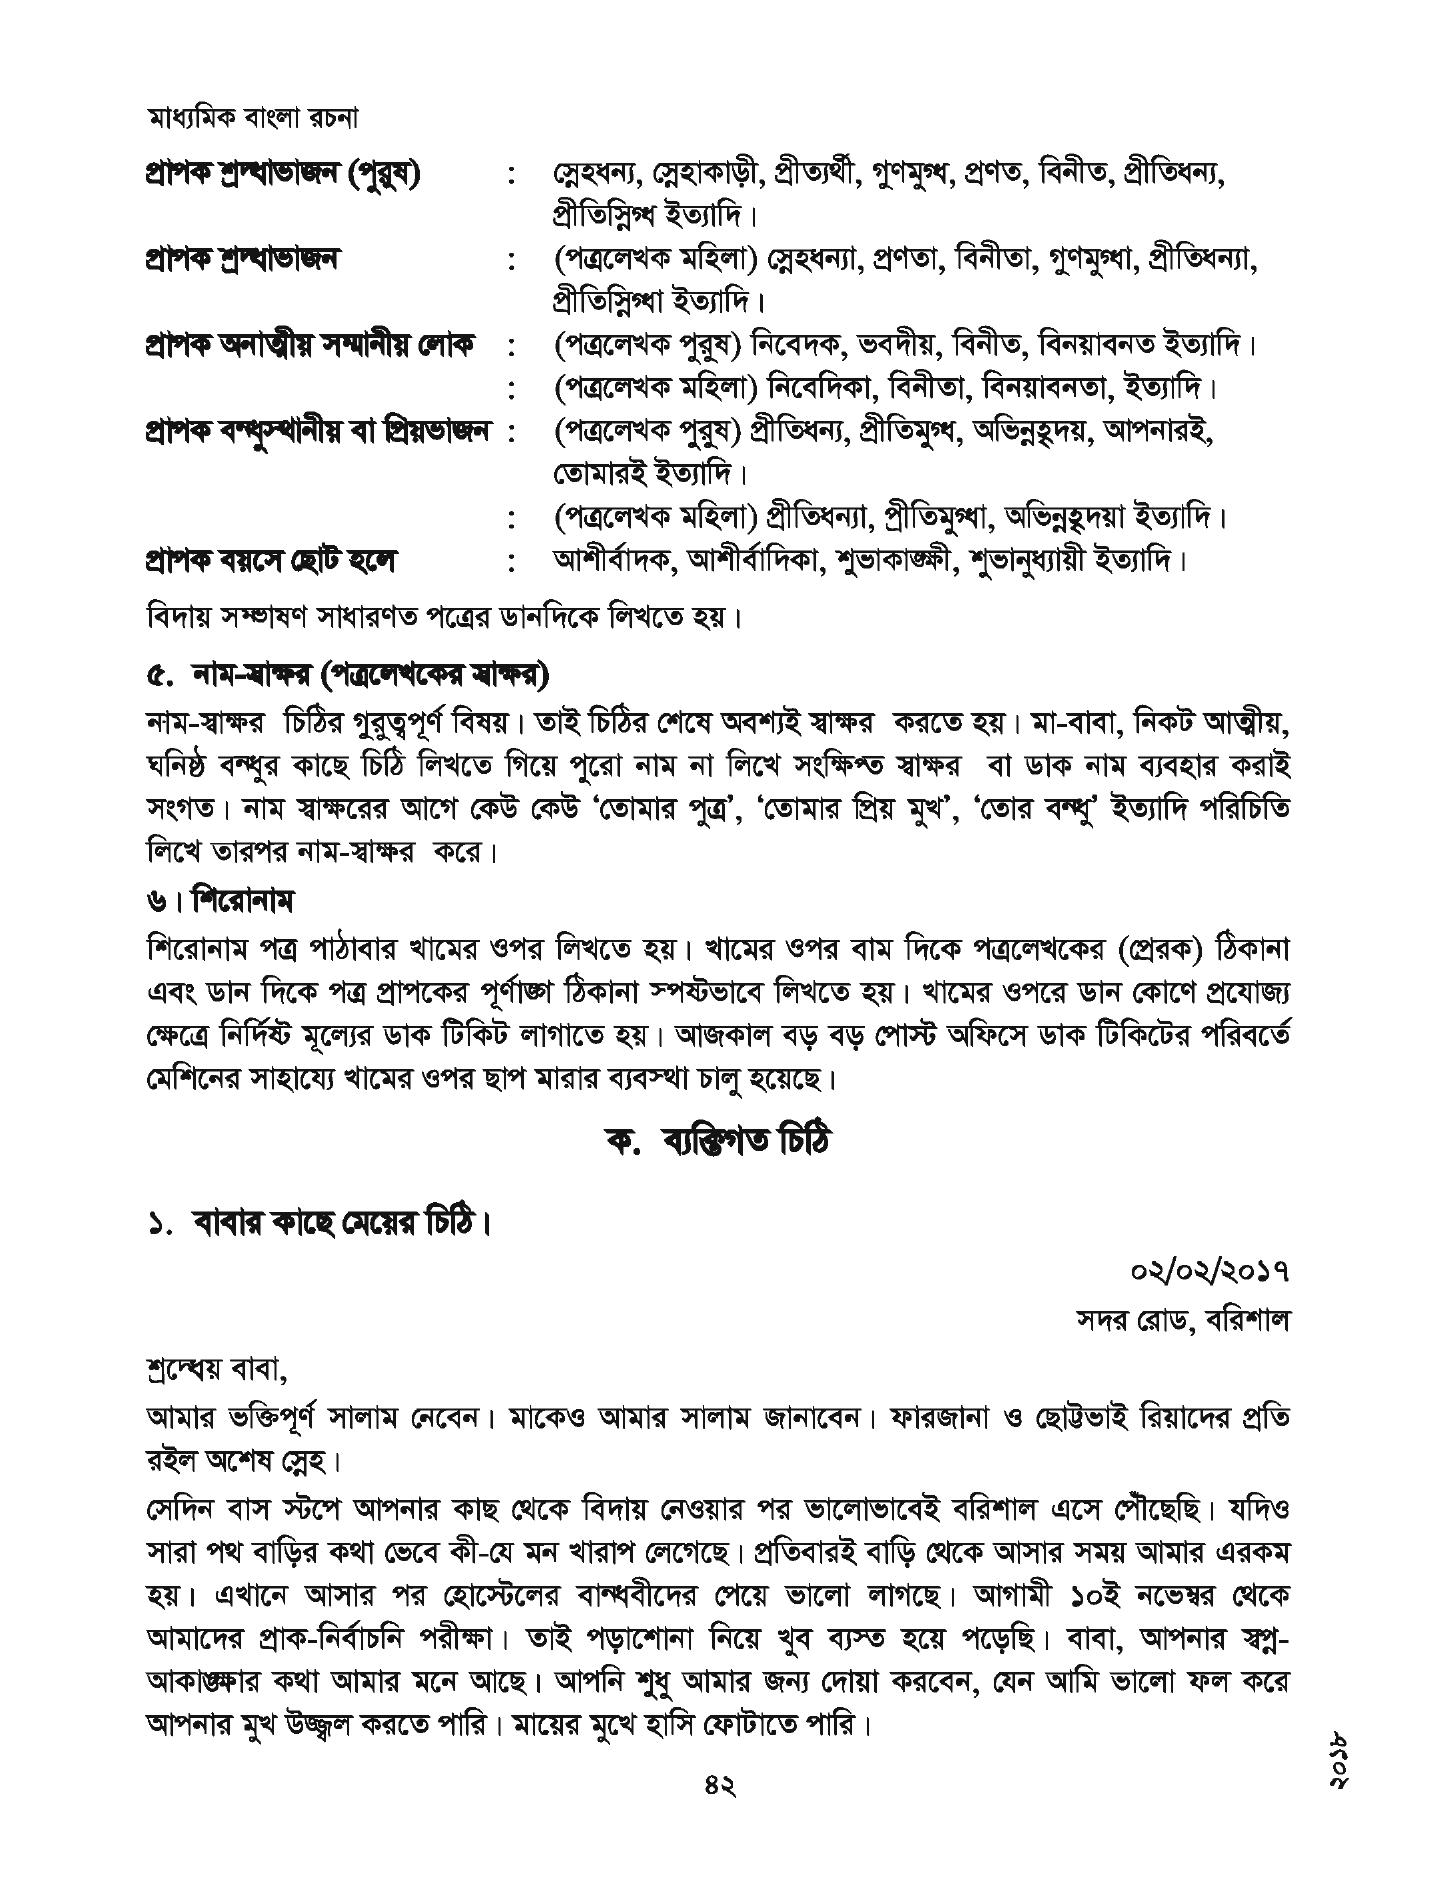 মাধ্যমিক বাংলা রচনা
প্রাপক শ্রদ্ধাভাজন (পুরুষ) : স্নেহধন্য, স্নেহাকাড়ী, প্রীত্যর্থী, গুণমুগ্ধ, প্রণত, বিনীত, প্রীতিধন্য,
প্রীতিস্নিগ্ধ ইত্যাদি।
প্রাপক শ্রদ্ধাভাজন : (পত্রলেখক মহিলা) স্নেহধন্যা, প্রণতা, বিনীতা, গুণমুগ্ধা, প্রীতিধন্যা,
প্রীতিস্নিগ্ধা ইত্যাদি।
প্রাপক অনাত্মীয় সম্মানীয় লোক : (পত্রলেখক পুরুষ) নিবেদক, ভবদীয়, বিনীত, বিনয়াবনত ইত্যাদি।
: (পত্রলেখক মহিলা) নিবেদিকা, বিনীতা, বিনয়াবনতা, ইত্যাদি।
প্রাপক বন্ধুস্থানীয় বা প্রিয়ভাজন : (পত্রলেখক পুরুষ) প্রীতিধন্য, প্রীতিমুগ্ধ, অভিন্নহৃদয়, আপনারই,
তোমারই ইত্যাদি।
: (পত্রলেখক মহিলা) প্রীতিধন্যা, প্রীতিমুগ্ধা, অভিন্নহৃদয়া ইত্যাদি।
প্রাপক বয়সে ছোট হলে : আশীর্বাদক, আশীর্বাদিকা, শুভাকাঙ্ক্ষী, শুভানুধ্যায়ী ইত্যাদি।
বিদায় সম্ভাষণ সাধারণত পত্রের ডানদিকে লিখতে হয়।
৫. নাম-স্বাক্ষর (পত্রলেখকের স্বাক্ষর)
নাম-স্বাক্ষর চিঠির গুরুত্বপূর্ণ বিষয়। তাই চিঠির শেষে অবশ্যই স্বাক্ষর করতে হয়। মা-বাবা, নিকট আত্মীয়,
ঘনিষ্ঠ বন্ধুর কাছে চিঠি লিখতে গিয়ে পুরো নাম না লিখে সংক্ষিপ্ত স্বাক্ষর বা ডাক নাম ব্যবহার করাই
সংগত। নাম স্বাক্ষরের আগে কেউ কেউ ‘তোমার পুত্র’, ‘তোমার প্রিয় মুখ’, ‘তোর বন্ধু’ ইত্যাদি পরিচিতি
লিখে তারপর নাম-স্বাক্ষর করে।
৬। শিরোনাম
শিরোনাম পত্র পাঠাবার খামের ওপর লিখতে হয়। খামের ওপর বাম দিকে পত্রলেখকের (প্রেরক) ঠিকানা
এবং ডান দিকে পত্র প্রাপকের পূর্ণাঙ্গ ঠিকানা স্পষ্টভাবে লিখতে হয়। খামের ওপরে ডান কোণে প্রযোজ্য
ক্ষেত্রে নির্দিষ্ট মূল্যের ডাক টিকিট লাগাতে হয়। আজকাল বড় বড় পোস্ট অফিসে ডাক টিকিটের পরিবর্তে
মেশিনের সাহায্যে খামের ওপর ছাপ মারার ব্যবস্থা চালু হয়েছে।
ক. ব্যক্তিগত চিঠি
১. বাবার কাছে মেয়ের চিঠি।
০২/০২/২০১৭
সদর রোড, বরিশাল
শ্রদ্ধেয় বাবা,
আমার ভক্তিপূর্ণ সালাম নেবেন। মাকেও আমার সালাম জানাবেন। ফারজানা ও ছোট্টভাই রিয়াদের প্রতি
রইল অশেষ স্নেহ।
সেদিন বাস স্টপে আপনার কাছ থেকে বিদায় নেওয়ার পর ভালোভাবেই বরিশাল এসে পৌঁছেছি। যদিও
সারা পথ বাড়ির কথা ভেবে কী-যে মন খারাপ লেগেছে। প্রতিবারই বাড়ি থেকে আসার সময় আমার এরকম
হয়। এখানে আসার পর হোস্টেলের বান্ধবীদের পেয়ে ভালো লাগছে। আগামী ১০ই নভেম্বর থেকে
আমাদের প্রাক-নির্বাচনি পরীক্ষা। তাই পড়াশোনা নিয়ে খুব ব্যস্ত হয়ে পড়েছি। বাবা, আপনার স্বপ্ন-
আকাঙ্ক্ষার কথা আমার মনে আছে। আপনি শুধু আমার জন্য দোয়া করবেন, যেন আমি ভালো ফল করে
আপনার মুখ উজ্জ্বল করতে পারি। মায়ের মুখে হাসি ফোটাতে পারি।
৪২
২০১৮